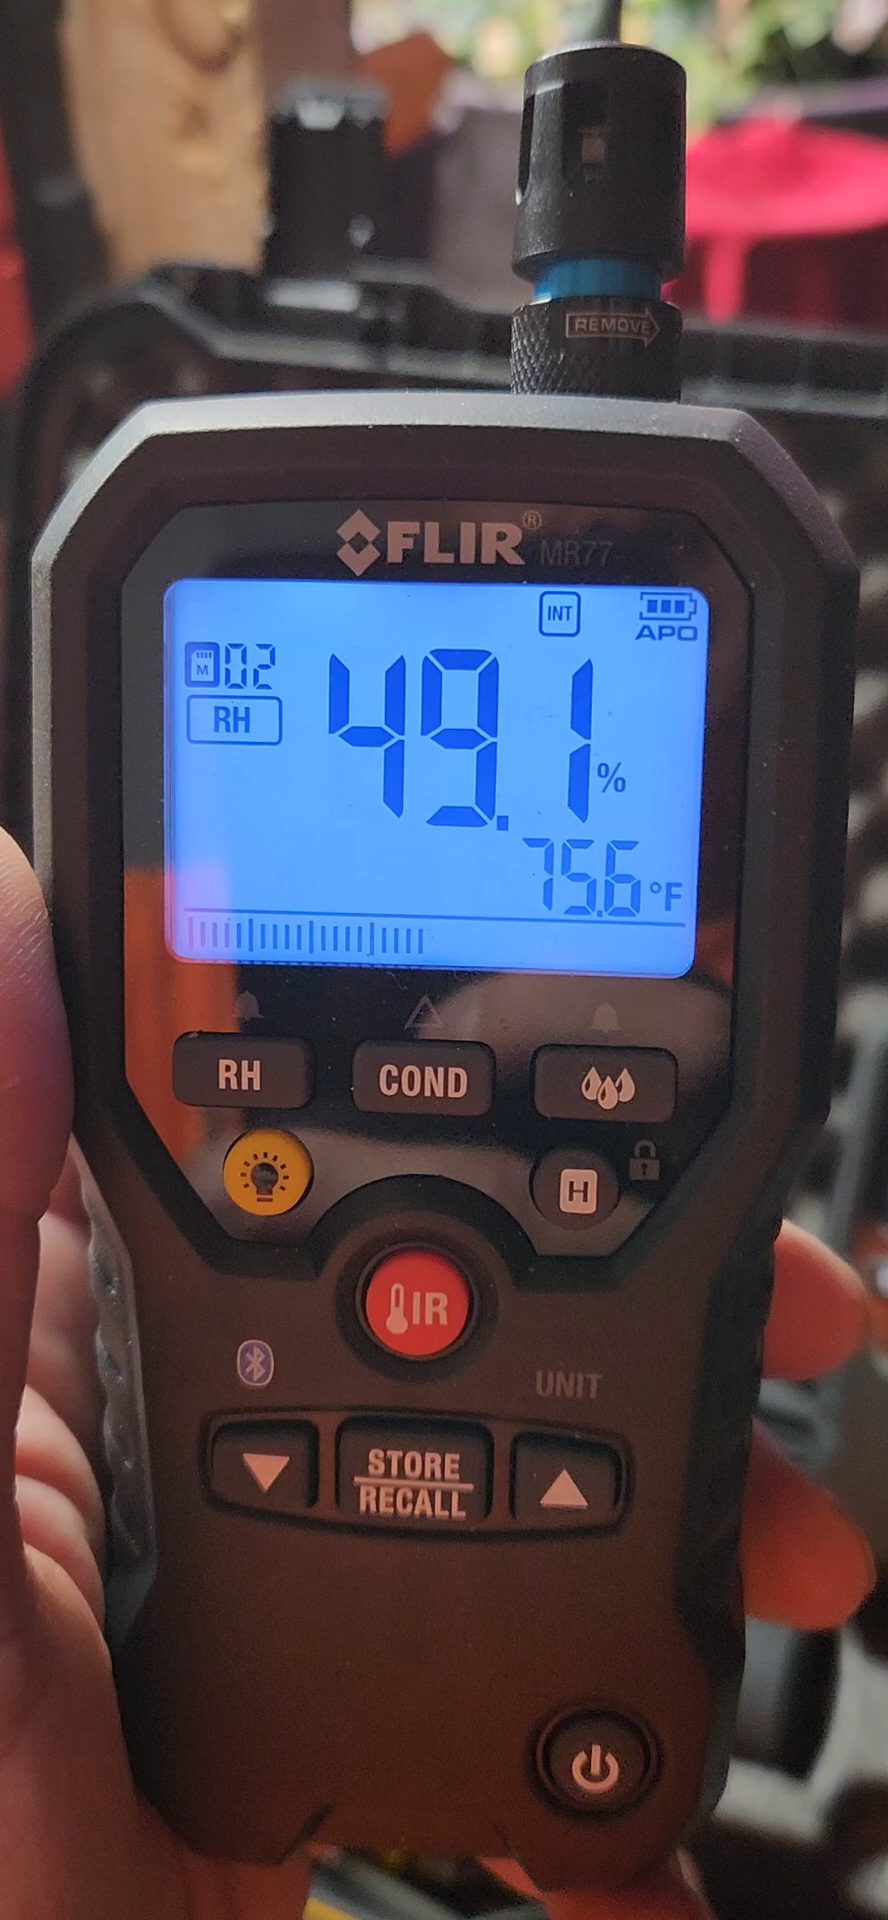 REMOVE
FLIR® MR77
INT
APO
M 02
RH
49.1 %
75.6 °F
RH COND
H
IR
UNIT
STORE
RECALL